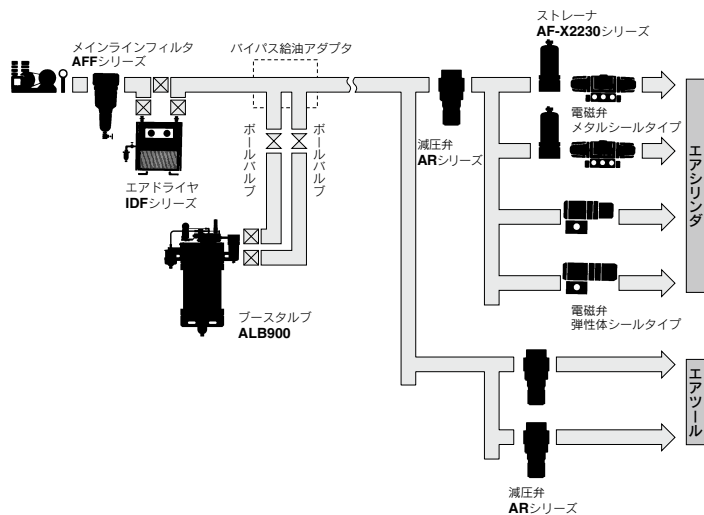 ストレーナ
AF-X2230シリーズ
メインラインフィルタ
AFFシリーズ
バイパス給油アダプタ
ボールバルブ
ボールバルブ
減圧弁
ARシリーズ
電磁弁
メタルシールタイプ
エアシリンダ
エアドライヤ
IDFシリーズ
ブースタルブ
ALB900
電磁弁
弾性体シールタイプ
エアツール
減圧弁
ARシリーズ